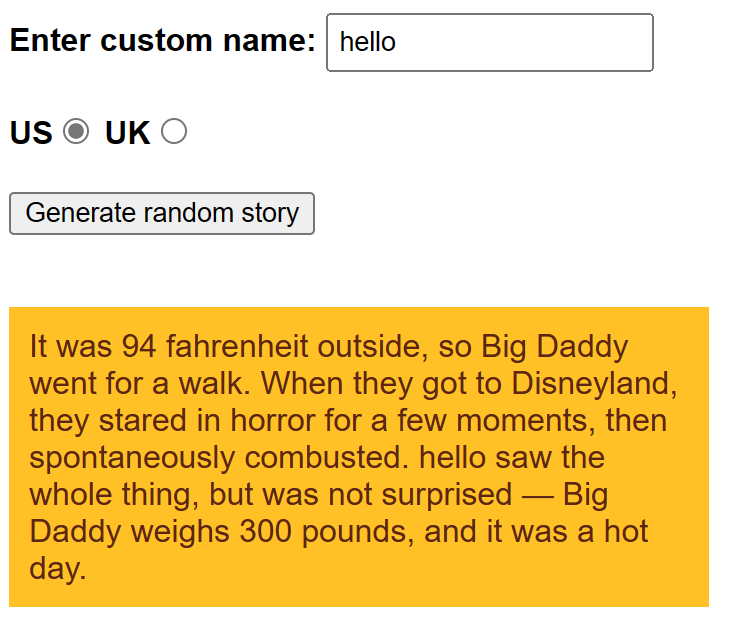 Enter custom name: hello
US UK
Generate random story
It was 94 fahrenheit outside, so Big Daddy
went for a walk. When they got to Disneyland,
they stared in horror for a few moments, then
spontaneously combusted. hello saw the
whole thing, but was not surprised — Big
Daddy weighs 300 pounds, and it was a hot
day.